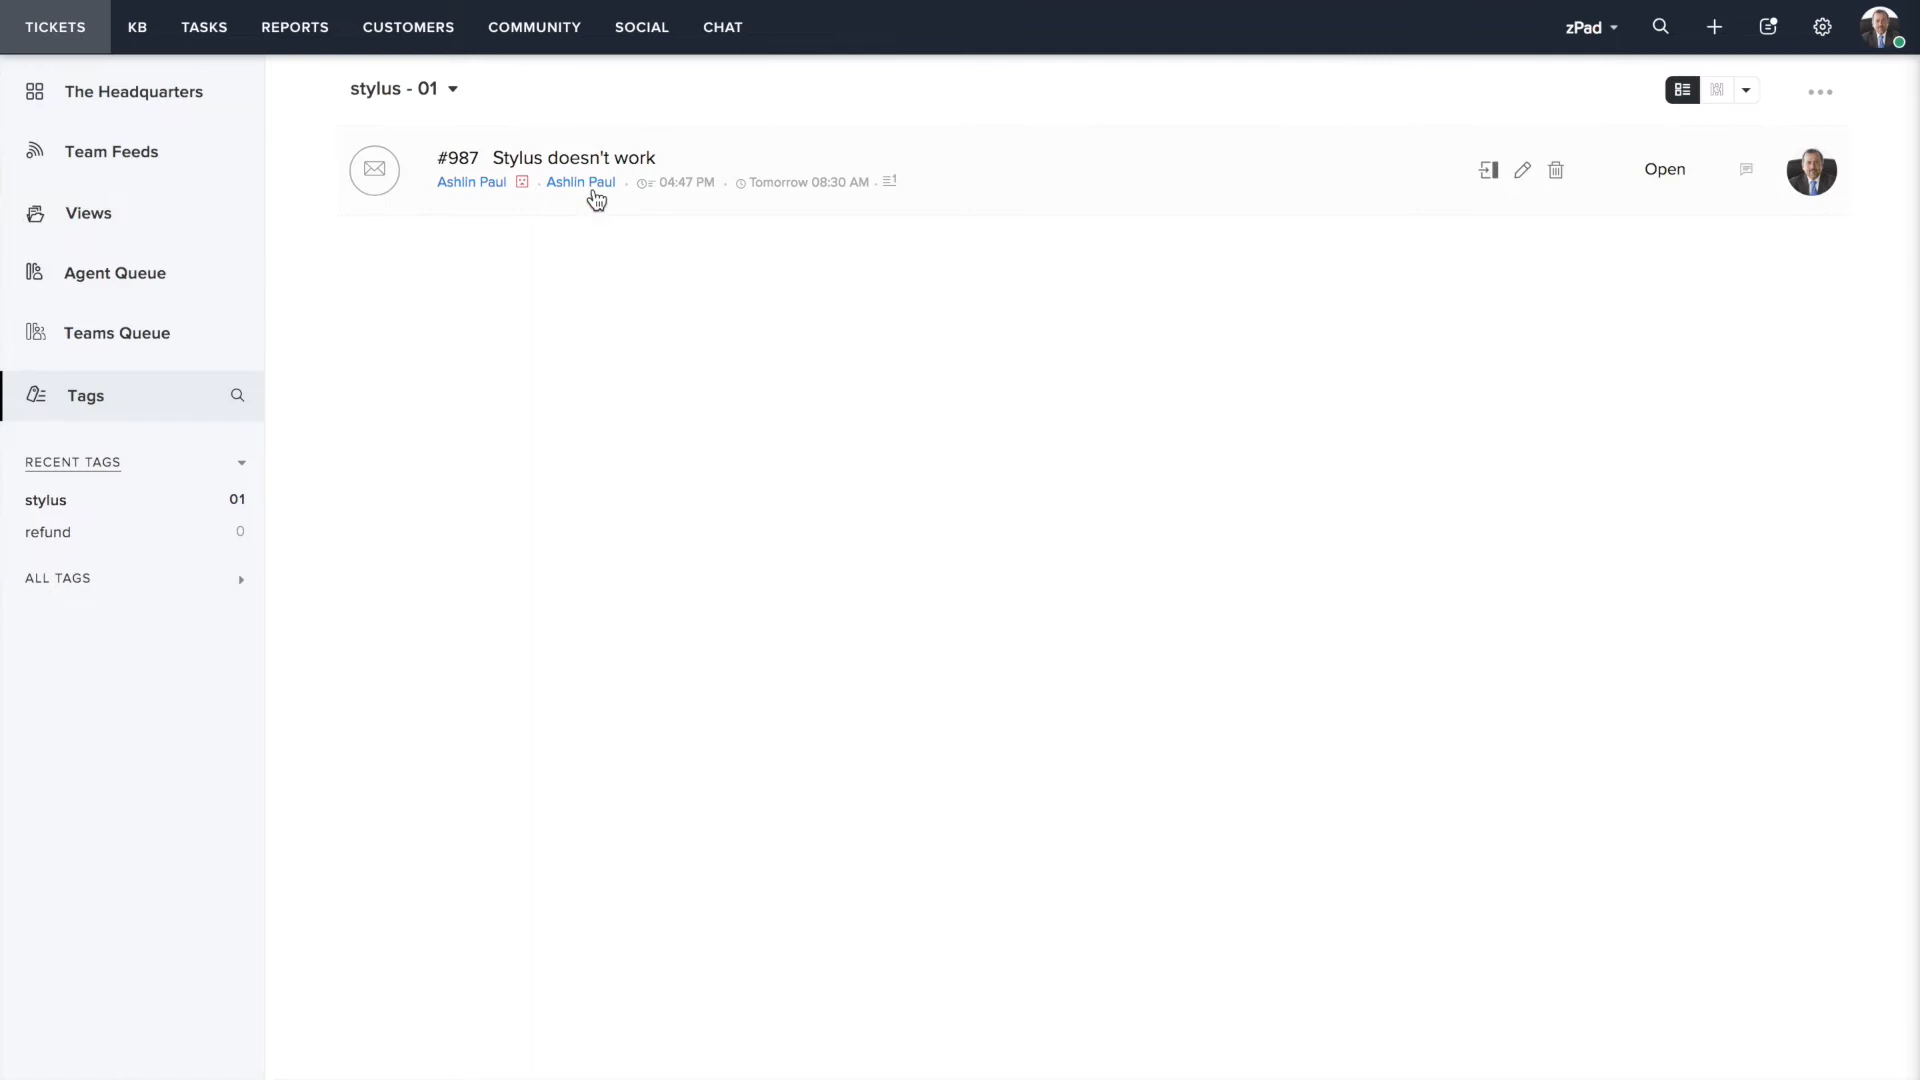 TICKETS KB TASKS REPORTS CUSTOMERS COMMUNITY SOCIAL CHAT zPad
The Headquarters
Team Feeds
Views
Agent Queue
Teams Queue
Tags
RECENT TAGS
stylus 01
refund 0
ALL TAGS
stylus - 01
#987 Stylus doesn't work
Ashlin Paul · Ashlin Paul · 04:47 PM · Tomorrow 08:30 AM ·
Open